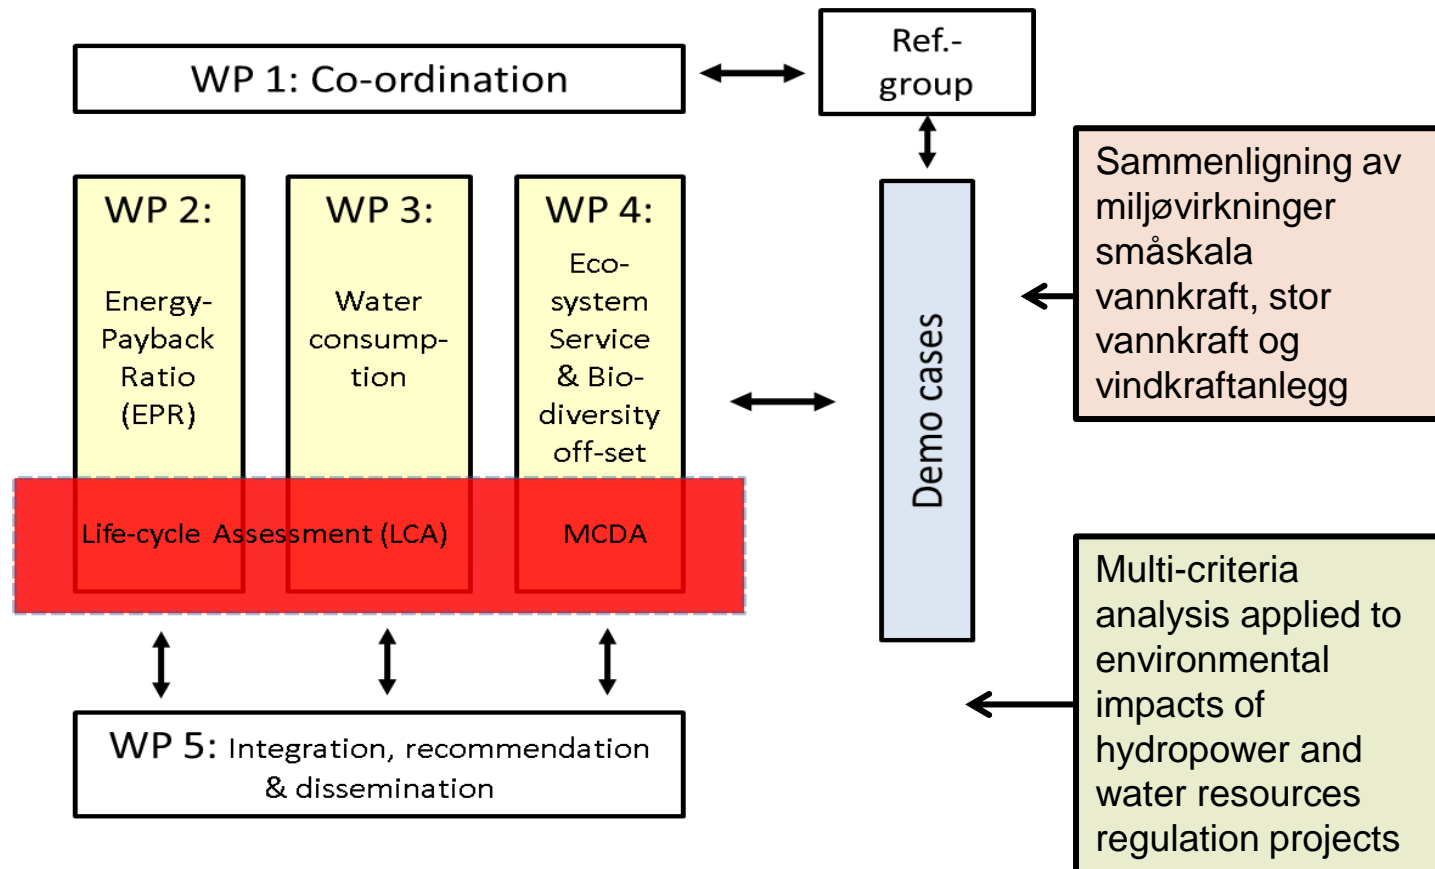 WP 1: Co-ordination
Ref.-
group
WP 2:
Energy-
Payback
Ratio
(EPR)
WP 3:
Water
consump-
tion
WP 4:
Eco-
system
Service
& Bio-
diversity
off-set
Life-cycle Assessment (LCA)
MCDA
Demo cases
WP 5: Integration, recommendation
& dissemination
Sammenligning av
miljøvirkninger
småskala
vannkraft, stor
vannkraft og
vindkraftanlegg
Multi-criteria
analysis applied to
environmental
impacts of
hydropower and
water resources
regulation projects